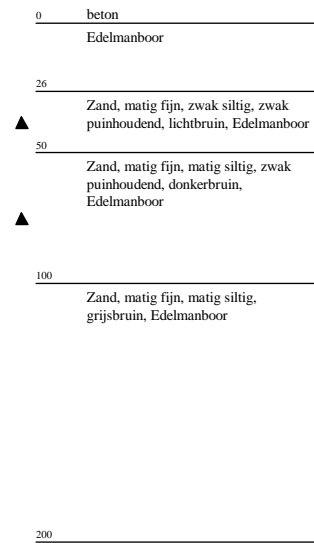 0 beton
Edelmanboor
26
Zand, matig fijn, zwak siltig, zwak
puinhoudend, lichtbruin, Edelmanboor
50
Zand, matig fijn, matig siltig, zwak
puinhoudend, donkerbruin,
Edelmanboor
100
Zand, matig fijn, matig siltig,
grijsbruin, Edelmanboor
200